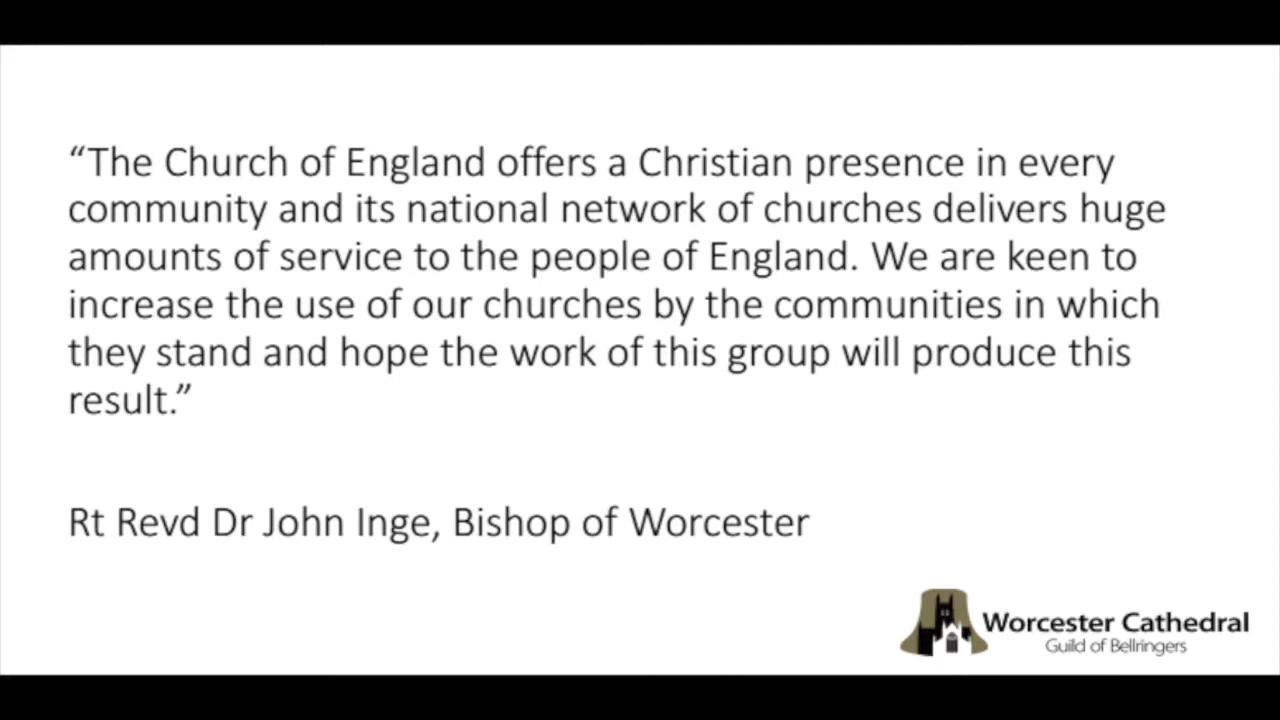 “The Church of England offers a Christian presence in every
community and its national network of churches delivers huge
amounts of service to the people of England. We are keen to
increase the use of our churches by the communities in which
they stand and hope the work of this group will produce this
result.”
Rt Revd Dr John Inge, Bishop of Worcester
Worcester Cathedral
Guild of Bellringers